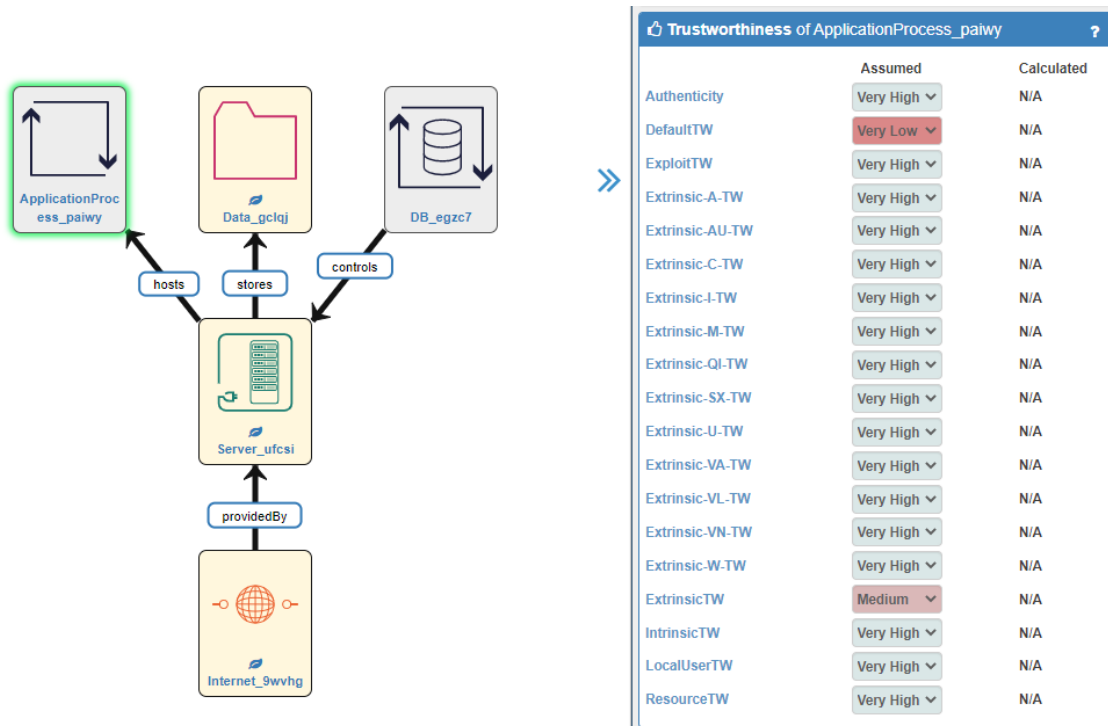 ApplicationProc
ess_paiwy
Data_gclqj
DB_egzc7
hosts
stores
controls
Server_ufcsi
providedBy
Internet_9wvhg
Trustworthiness of ApplicationProcess_paiwy ?
Assumed Calculated
Authenticity Very High N/A
DefaultTW Very Low N/A
ExploitTW Very High N/A
Extrinsic-A-TW Very High N/A
Extrinsic-AU-TW Very High N/A
Extrinsic-C-TW Very High N/A
Extrinsic-I-TW Very High N/A
Extrinsic-M-TW Very High N/A
Extrinsic-QI-TW Very High N/A
Extrinsic-SX-TW Very High N/A
Extrinsic-U-TW Very High N/A
Extrinsic-VA-TW Very High N/A
Extrinsic-VL-TW Very High N/A
Extrinsic-VN-TW Very High N/A
Extrinsic-W-TW Very High N/A
ExtrinsicTW Medium N/A
IntrinsicTW Very High N/A
LocalUserTW Very High N/A
ResourceTW Very High N/A